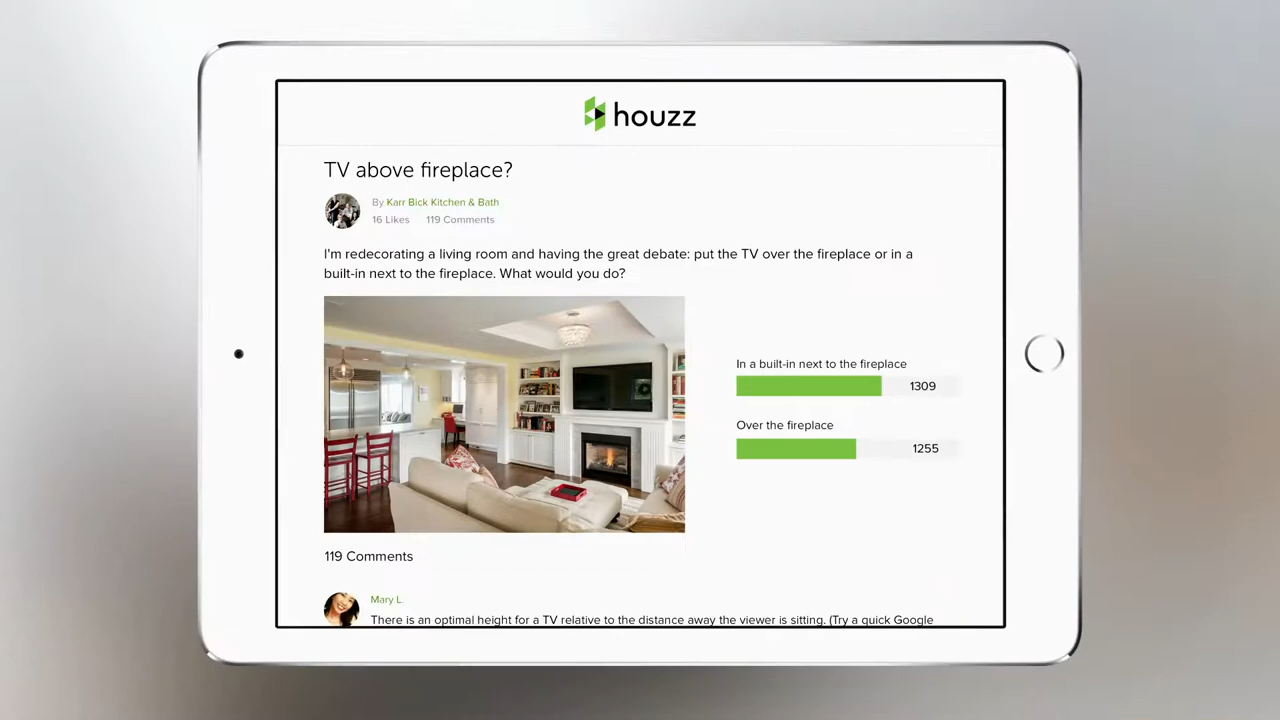 houzz
TV above fireplace?
By Karr Bick Kitchen & Bath
16 Likes 119 Comments
I'm redecorating a living room and having the great debate: put the TV over the fireplace or in a
built-in next to the fireplace. What would you do?
In a built-in next to the fireplace
1309
Over the fireplace
1255
119 Comments
Mary L.
There is an optimal height for a TV relative to the distance away the viewer is sitting. (Try a quick Google